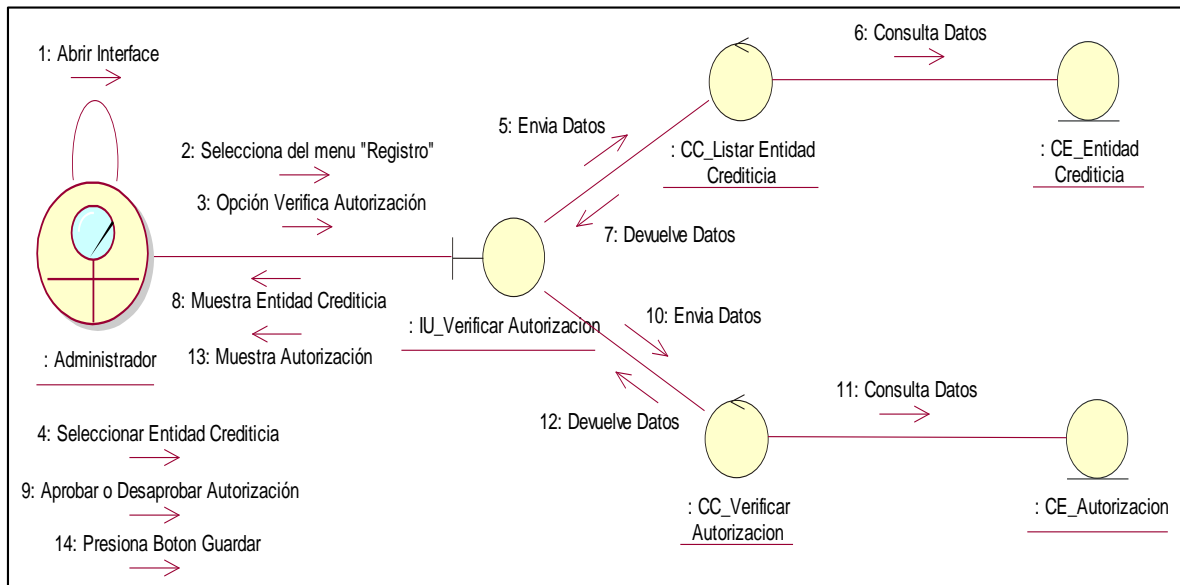 1: Abrir Interface
6: Consulta Datos
5: Envia Datos
2: Selecciona del menu "Registro"
: CC_Listar Entidad
Crediticia
: CE_Entidad
Crediticia
3: Opción Verifica Autorización
7: Devuelve Datos
8: Muestra Entidad Crediticia
10: Envia Datos
: IU_Verificar Autorizacion
: Administrador
13: Muestra Autorización
11: Consulta Datos
12: Devuelve Datos
4: Seleccionar Entidad Crediticia
9: Aprobar o Desaprobar Autorización
: CC_Verificar
Autorizacion
: CE_Autorizacion
14: Presiona Boton Guardar